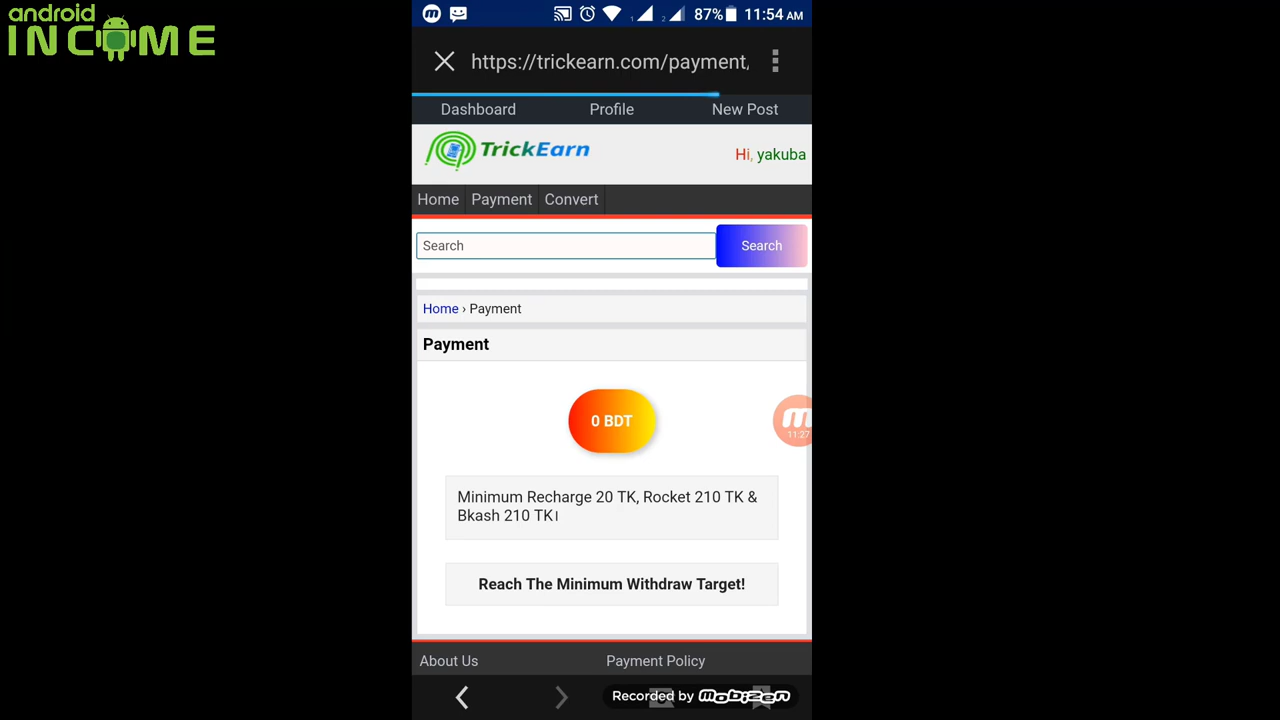 android
INCOME
87% 11:54 AM
https://trickearn.com/payment/
Dashboard Profile New Post
TrickEarn
Hi, yakuba
Home Payment Convert
Search Search
Home › Payment
Payment
0 BDT
11:27
Minimum Recharge 20 TK, Rocket 210 TK &
Bkash 210 TK।
Reach The Minimum Withdraw Target!
About Us Payment Policy
Recorded by Mobizen